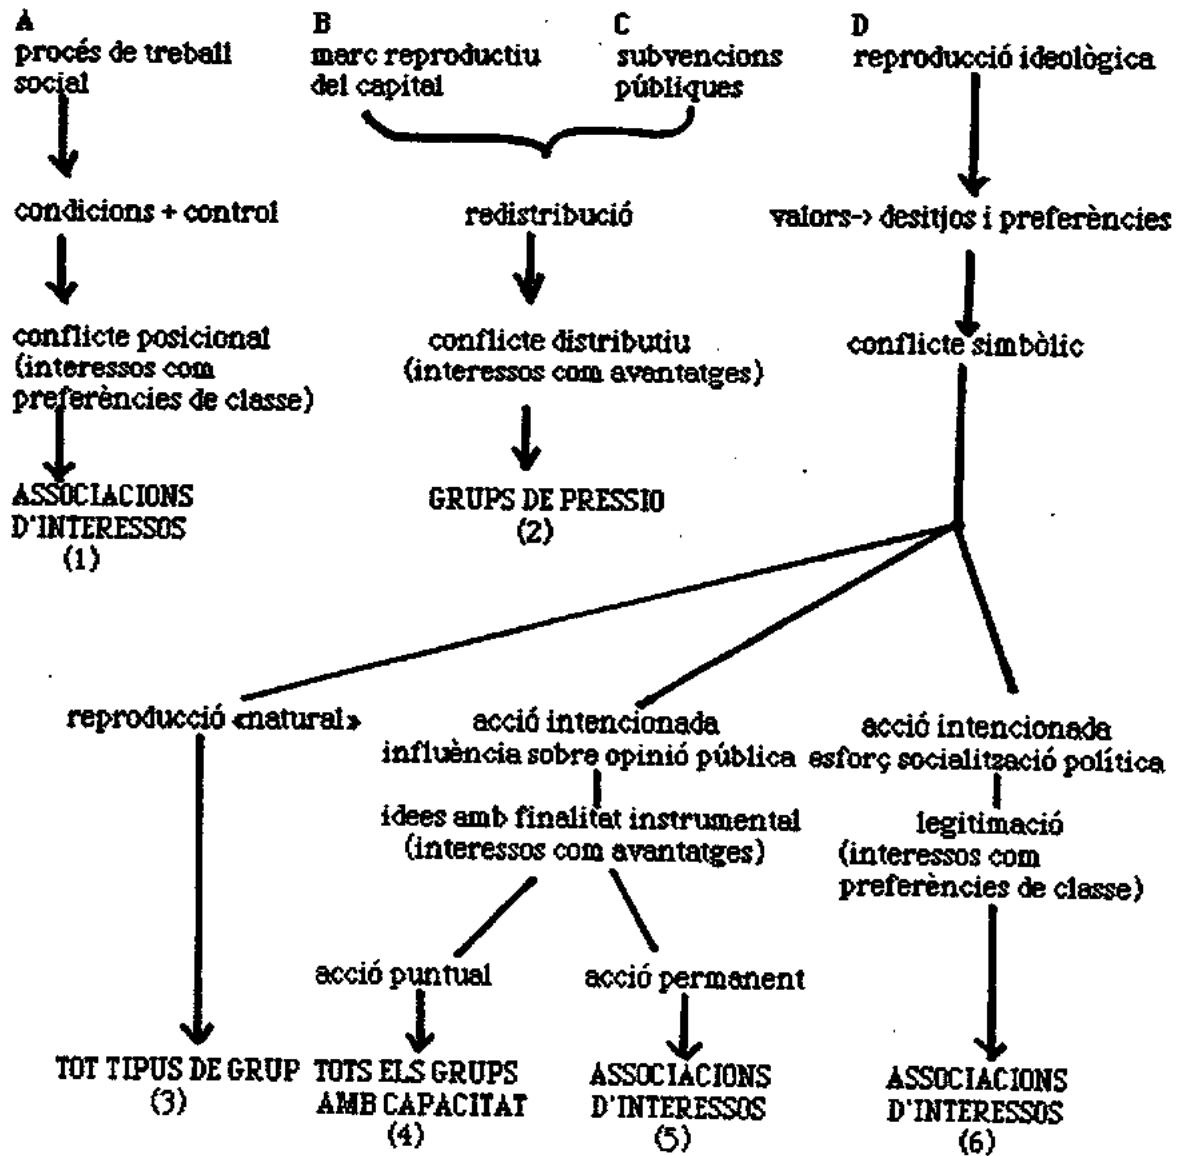 A
procés de treball
social
condicions + control
conflicte posicional
(interessos com
preferències de classe)
ASSOCIACIONS
D'INTERESSOS
(1)
B
marc reproductiu
del capital
C
subvencions
públiques
redistribució
conflicte distributiu
(interessos com avantatges)
GRUPS DE PRESSIO
(2)
D
reproducció ideològica
valors-> desitjos i preferències
conflicte simbòlic
reproducció «natural»
TOT TIPUS DE GRUP
(3)
acció intencionada
influència sobre opinió pública
idees amb finalitat instrumental
(interessos com avantatges)
acció puntual
TOTS ELS GRUPS
AMB CAPACITAT
(4)
acció permanent
ASSOCIACIONS
D'INTERESSOS
(5)
acció intencionada
esforç socialització política
legitimació
(interessos com
preferències de classe)
ASSOCIACIONS
D'INTERESSOS
(6)